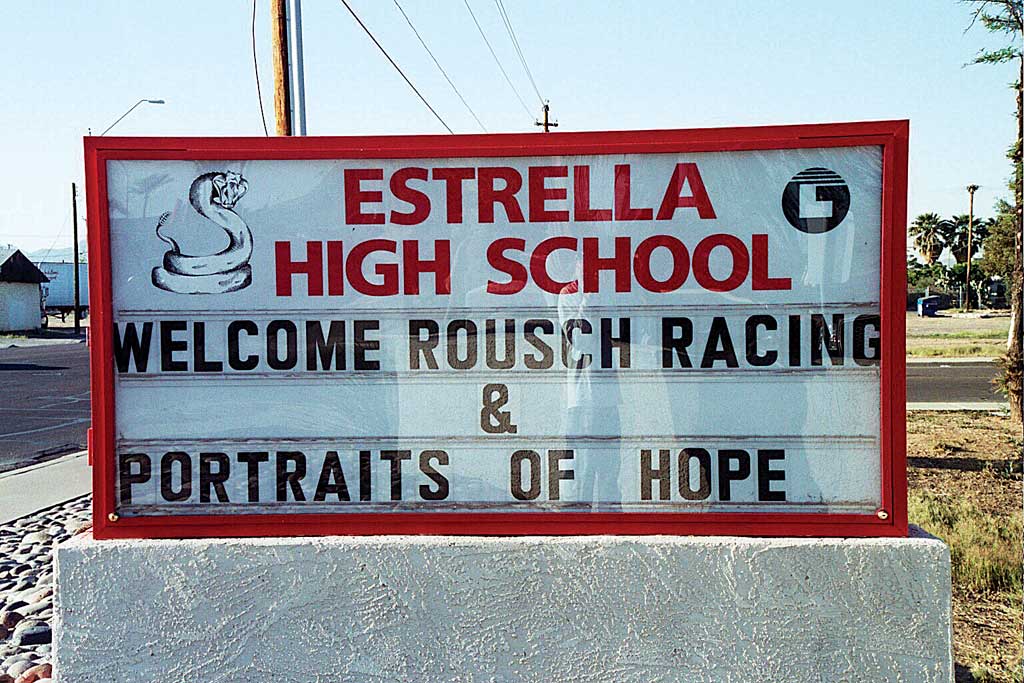 ESTRELLA
HIGH SCHOOL
G
WELCOME ROUSCH RACING
&
PORTRAITS OF HOPE